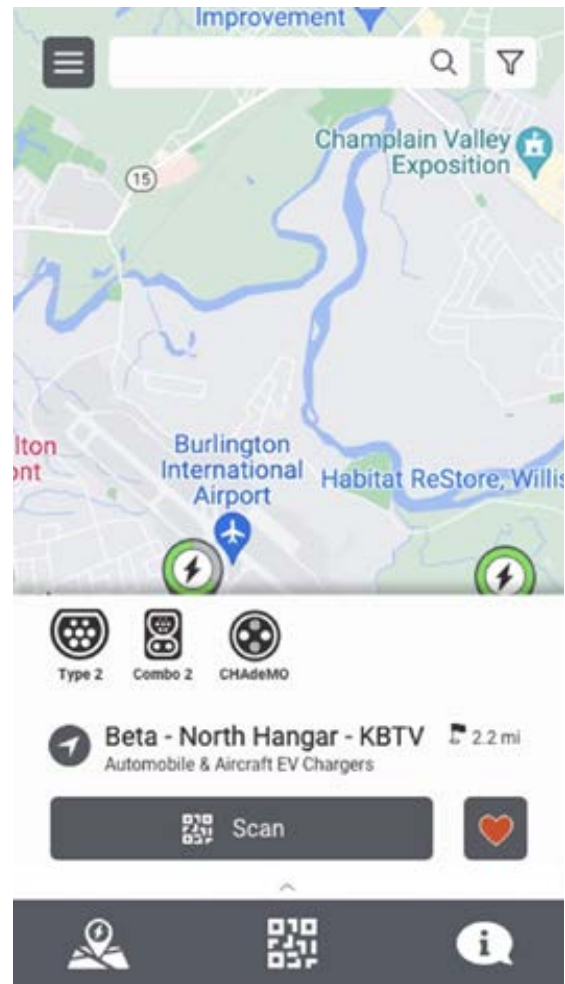 Improvement
Champlain Valley
Exposition
15
lton
ont
Burlington
International
Airport
Habitat ReStore, Willis
Type 2
Combo 2
CHAdeMO
Beta - North Hangar - KBTV
2.2 mi
Automobile & Aircraft EV Chargers
Scan